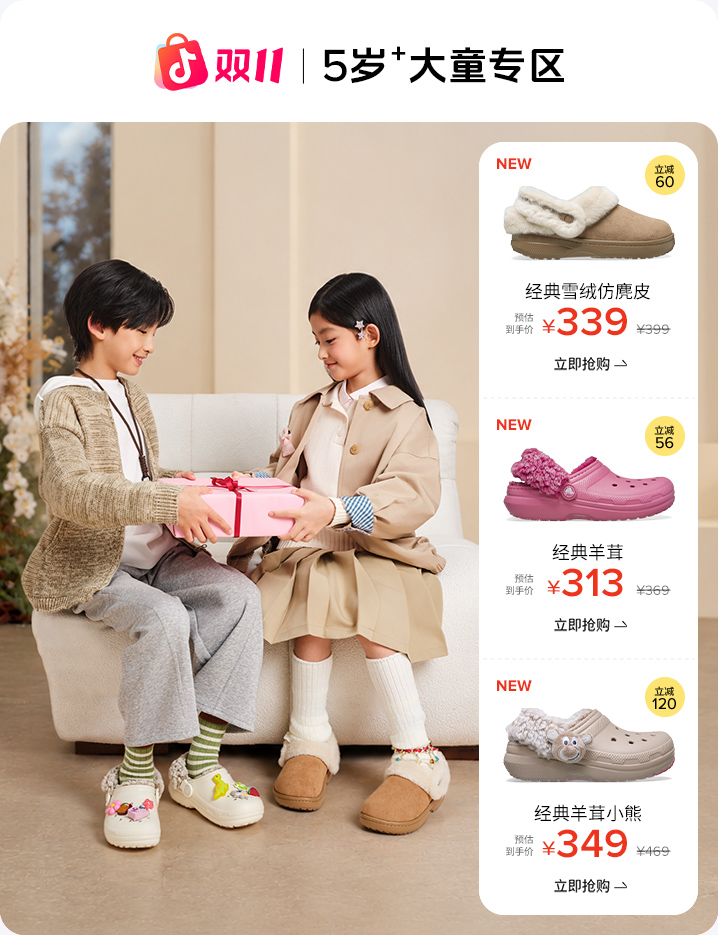 双11 | 5岁+大童专区
NEW
立减
60
经典雪绒仿麂皮
预估
到手价
¥339
¥399
立即抢购
NEW
立减
56
经典羊茸
预估
到手价
¥313
¥369
立即抢购
NEW
立减
120
经典羊茸小熊
预估
到手价
¥349
¥469
立即抢购